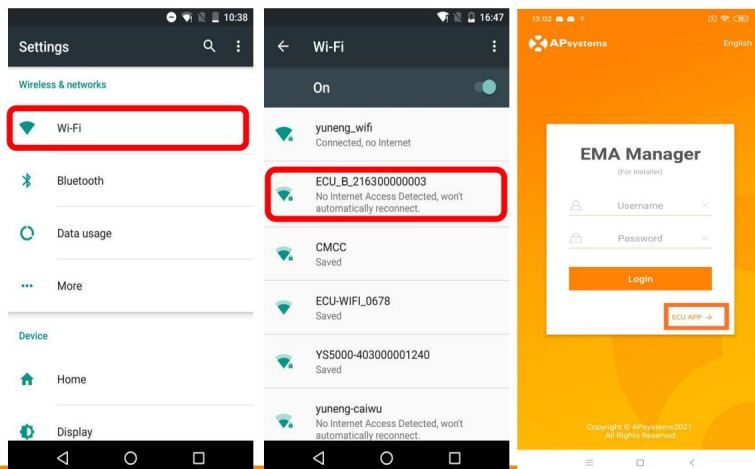 10:38
Settings
Wireless & networks
Wi-Fi
Bluetooth
Data usage
More
Device
Home
Display
16:47
Wi-Fi
On
yuneng_wifi
Connected, no Internet
ECU_B_216300000003
No Internet Access Detected, won't
automatically reconnect.
CMCC
Saved
ECU-WIFI_0678
Saved
YS5000-403000001240
Saved
yuneng-caiwu
No Internet Access Detected, won't
automatically reconnect.
13:02
APsystems
English
EMA Manager
(For Installer)
Username
Password
Login
ECU APP →
Copyright © APsystems2021
All Rights Reserved